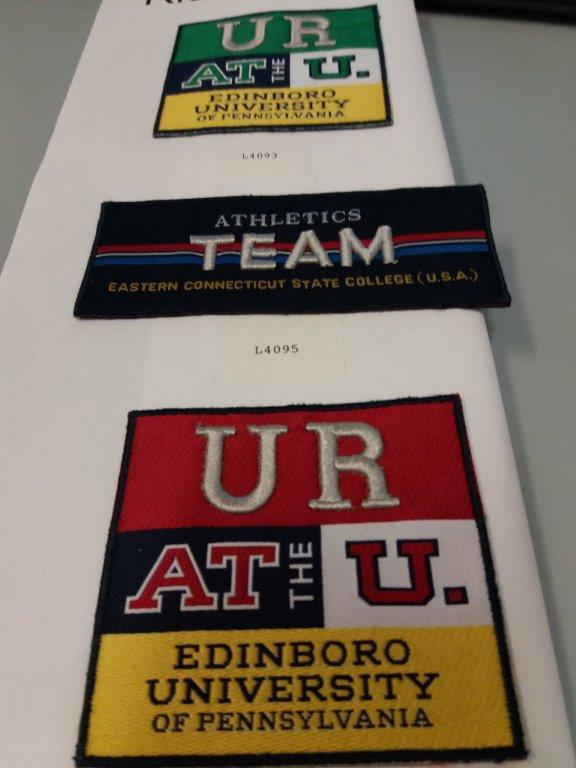 UR
AT THE U.
EDINBORO
UNIVERSITY
OF PENNSYLVANIA
L4093
ATHLETICS
TEAM
EASTERN CONNECTICUT STATE COLLEGE (U.S.A.)
L4095
UR
AT THE U.
EDINBORO
UNIVERSITY
OF PENNSYLVANIA